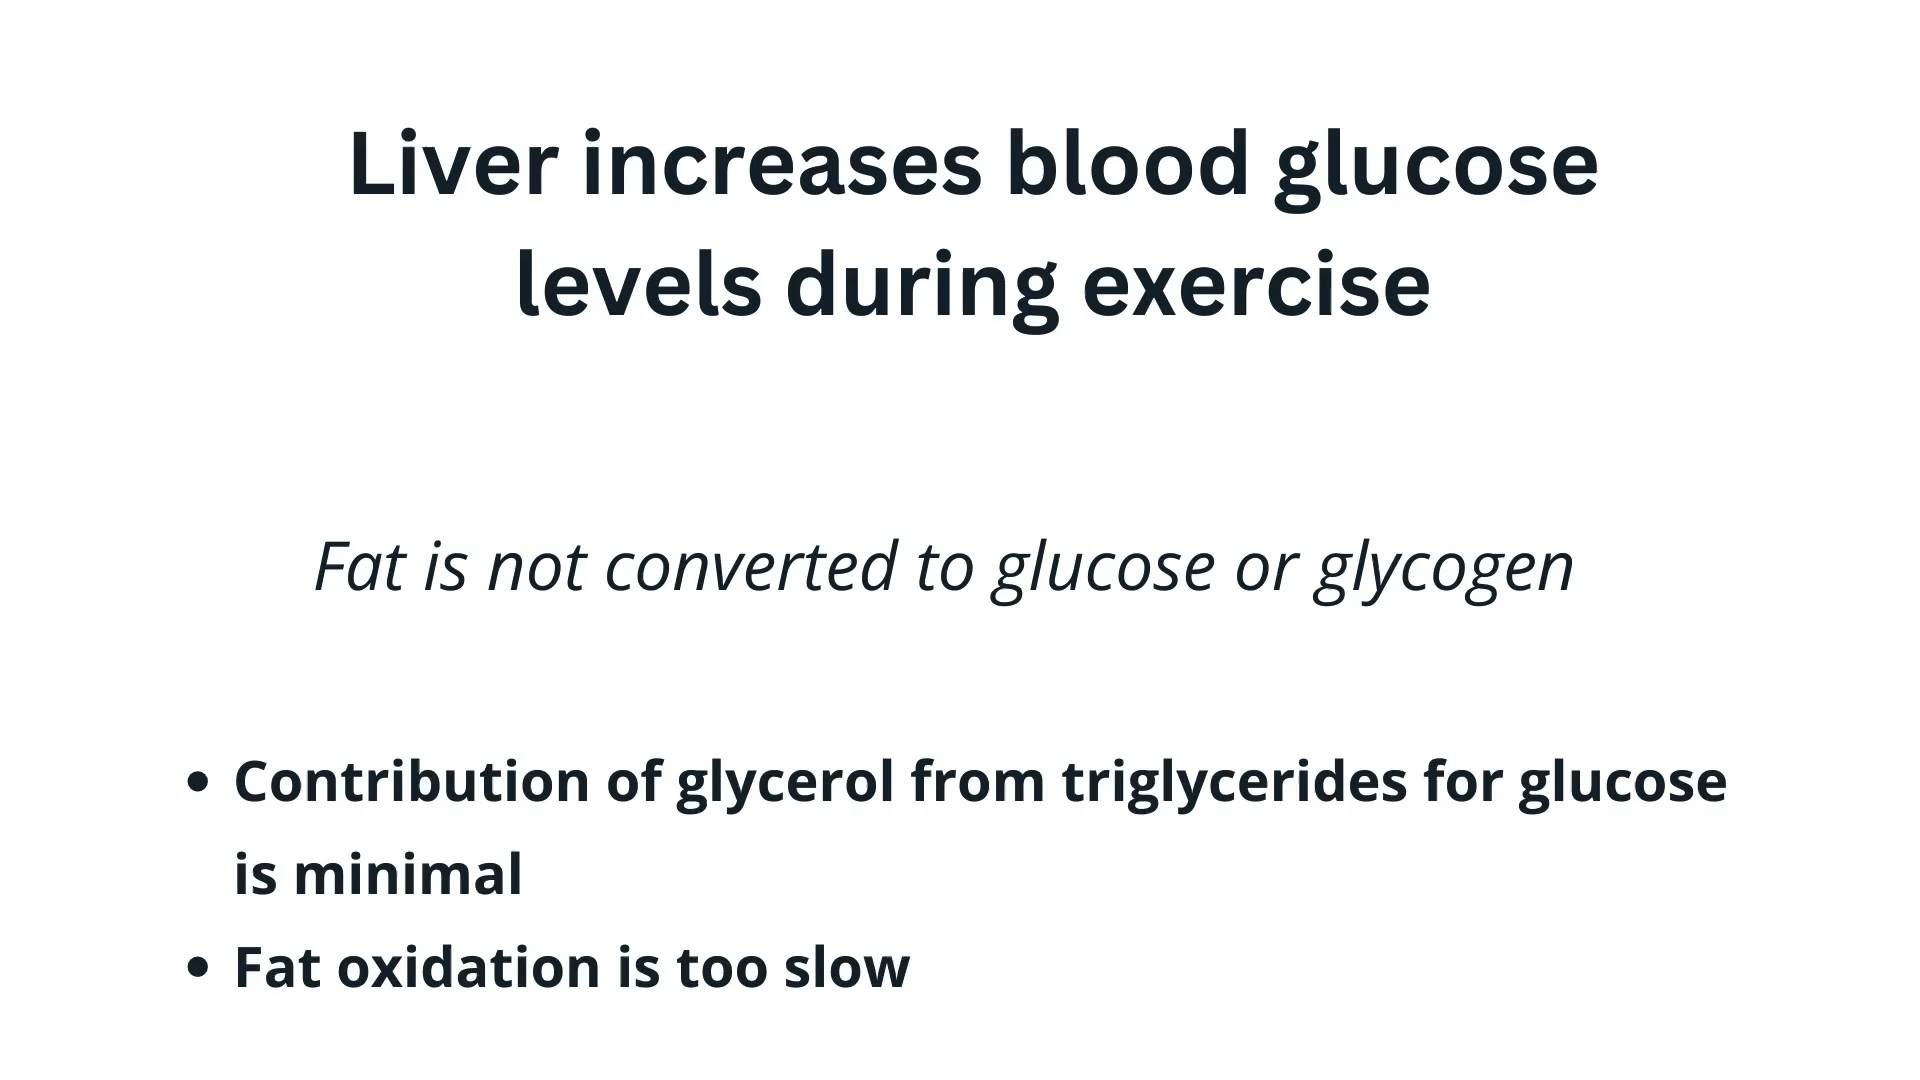 Liver increases blood glucose
levels during exercise
Fat is not converted to glucose or glycogen
• Contribution of glycerol from triglycerides for glucose
is minimal
• Fat oxidation is too slow